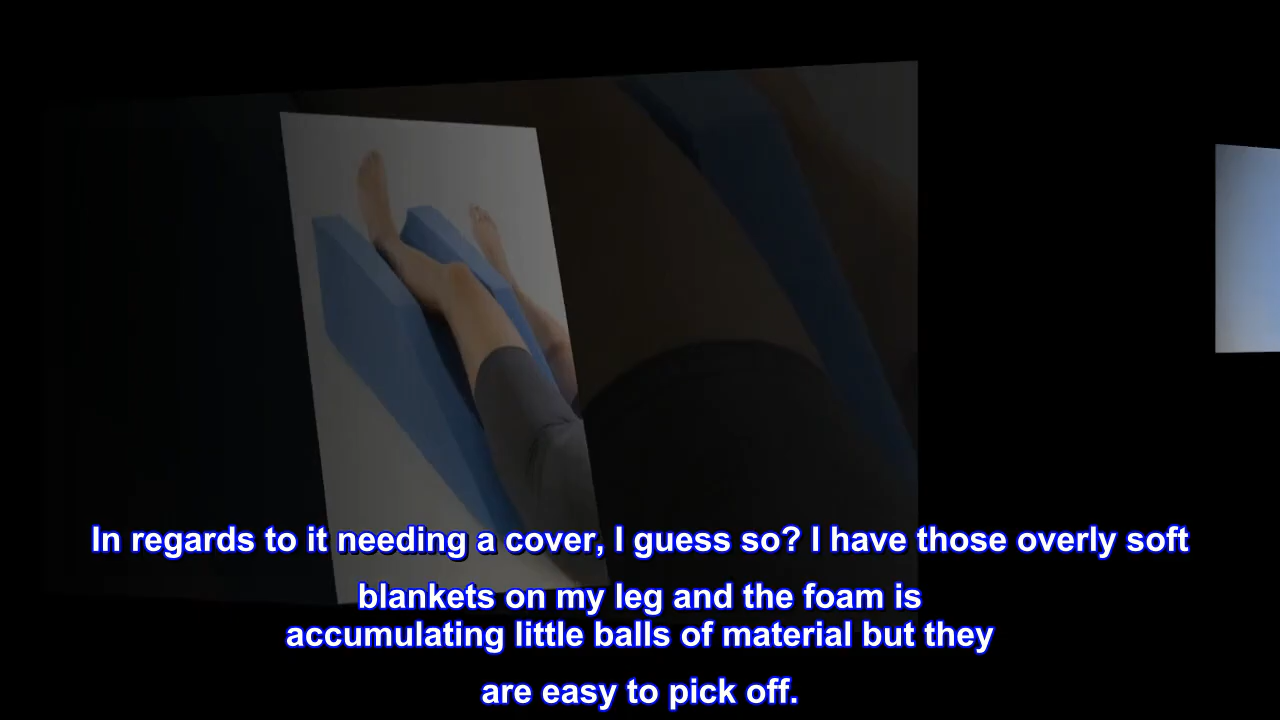 In regards to it needing a cover, I guess so? I have those overly soft
blankets on my leg and the foam is
accumulating little balls of material but they
are easy to pick off.